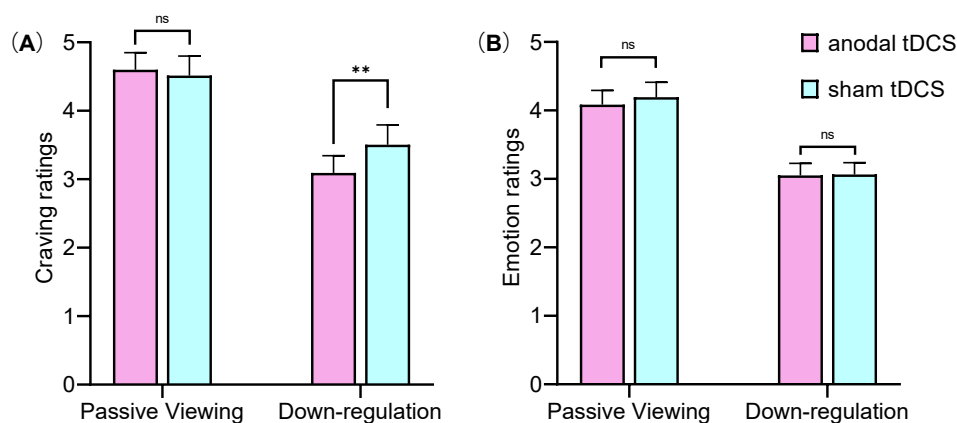 (A)
ns
**
5
4
3
2
1
0
Craving ratings
Passive Viewing
Down-regulation
(B)
ns
ns
5
4
3
2
1
0
Emotion ratings
Passive Viewing
Down-regulation
anodal tDCS
sham tDCS